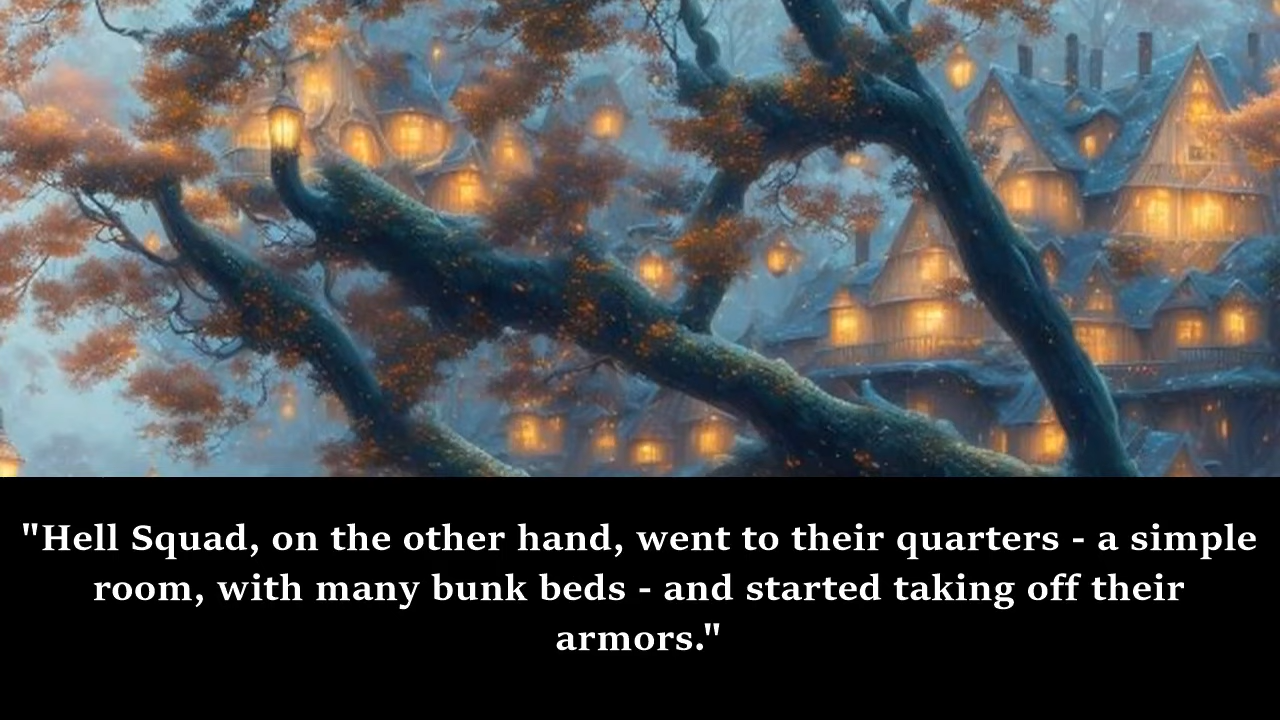 "Hell Squad, on the other hand, went to their quarters - a simple
room, with many bunk beds - and started taking off their
armors."